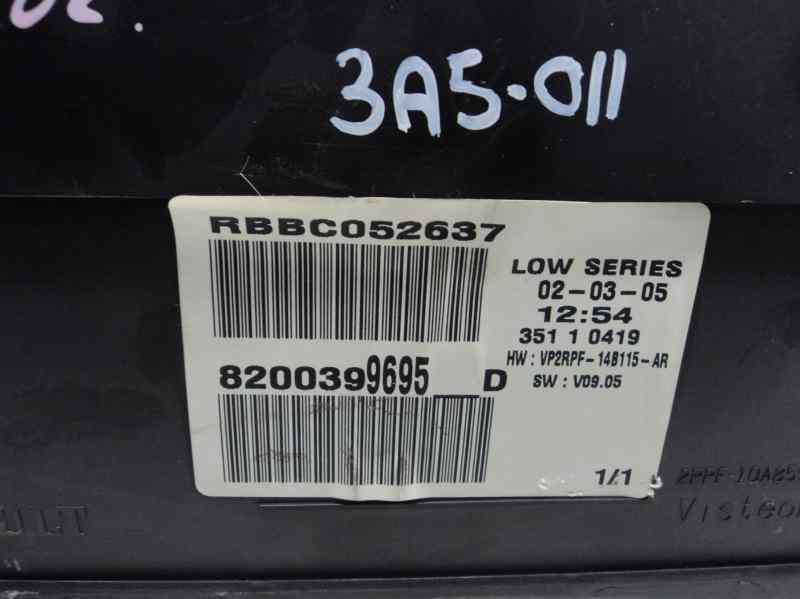 3A5-011
RBBC052637
LOW SERIES
02-03-05
12:54
351 1 0419
HW : VP2RPF-14B115-AR
8200399695__D
SW : V09.05
1/1
Visteon